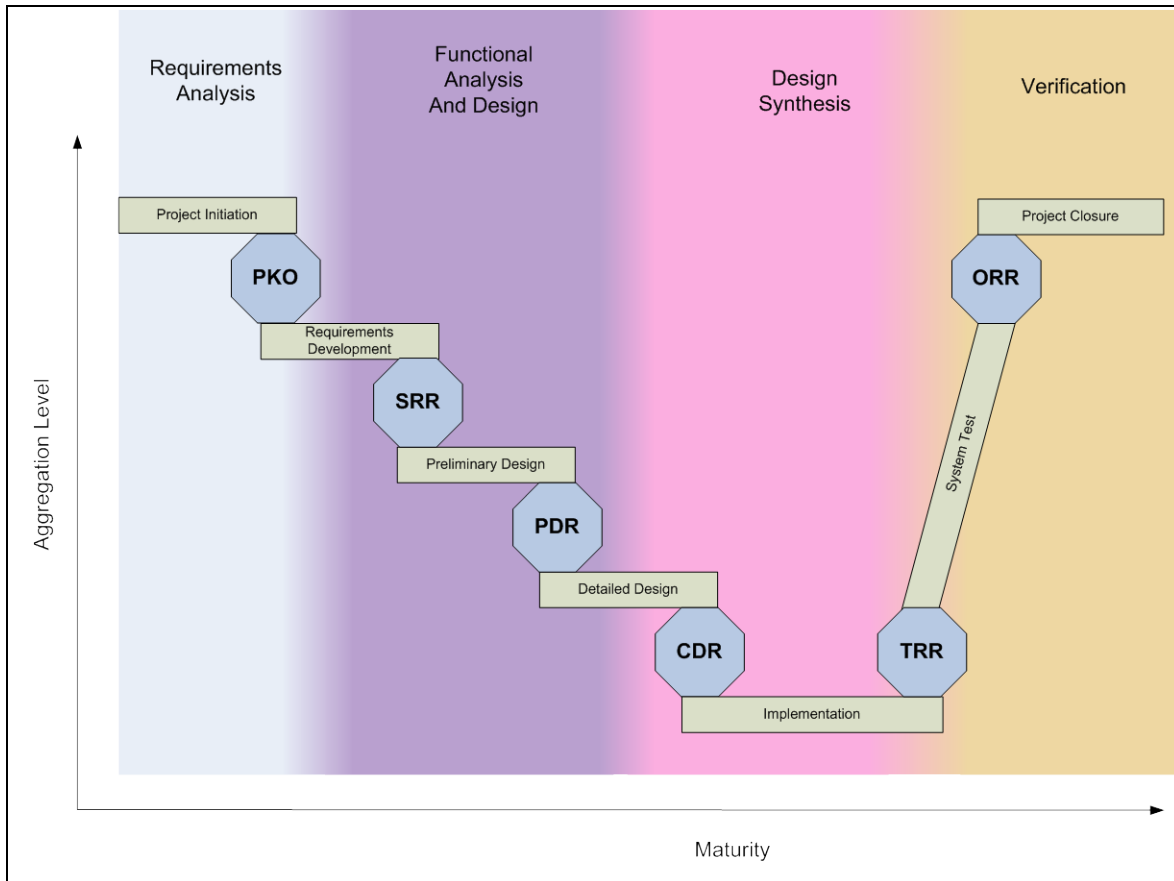 Requirements
Analysis
Functional
Analysis
And Design
Design
Synthesis
Verification
Project Initiation
Project Closure
PKO
ORR
Requirements
Development
SRR
System Test
Preliminary Design
PDR
Detailed Design
CDR
TRR
Implementation
Aggregation Level
Maturity